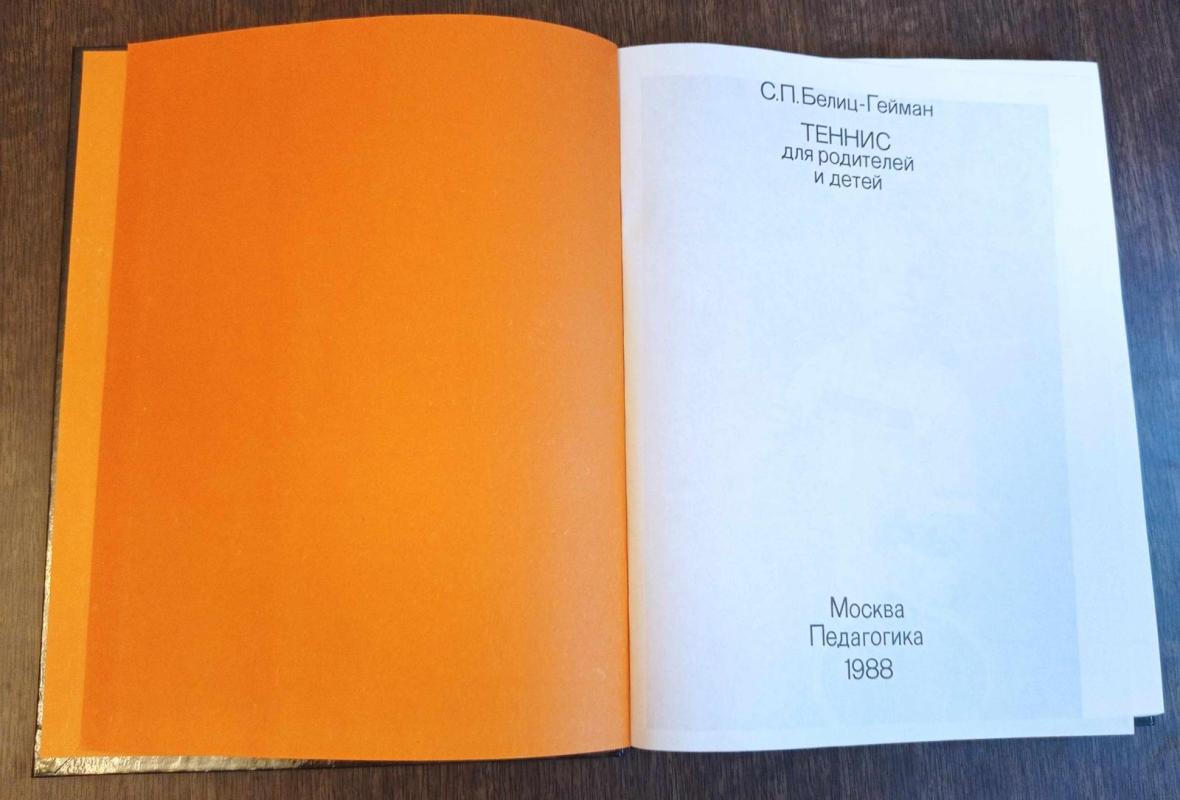 С.П.Белиц-Гейман
ТЕННИС
для родителей
и детей
Москва
Педагогика
1988